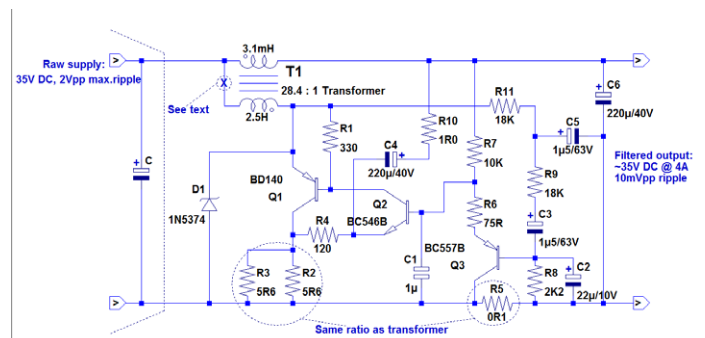 3.1mH
Raw supply:
35V DC, 2Vpp max.ripple
T1
28.4 : 1 Transformer
X
See text
2.5H
R11
18K
C6
220µ/40V
C5
1µ5/63V
R10
1R0
R1
330
C4
220µ/40V
R7
10K
Filtered output:
~35V DC @ 4A
10mVpp ripple
R9
18K
C
D1
1N5374
BD140
Q1
Q2
BC546B
R4
120
R6
75R
C3
1µ5/63V
BC557B
Q3
C1
1µ
R3
5R6
R2
5R6
R5
0R1
R8
2K2
C2
22µ/10V
Same ratio as transformer